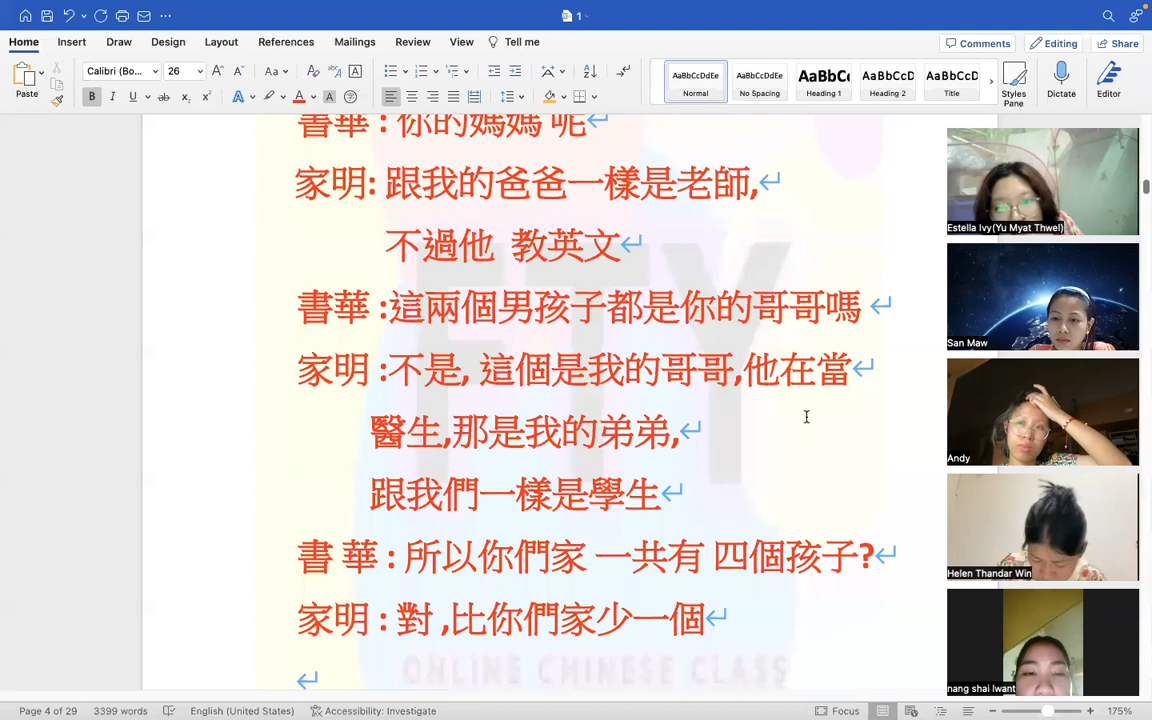 1
Home Insert Draw Design Layout References Mailings Review View Tell me
Comments Editing Share
Paste
Calibri (Bo... 26
AaBbCcDdEe AaBbCcDdEe AaBbC AaBbCcD AaBbCcD
Normal No Spacing Heading 1 Heading 2 Title
Styles Pane
Dictate
Editor
書華 : 你的媽媽 呢
家明: 跟我的爸爸一樣是老師,
不過他 教英文
書華 :這兩個男孩子都是你的哥哥嗎
家明 :不是, 這個是我的哥哥,他在當
醫生,那是我的弟弟,
跟我們一樣是學生
書 華 : 所以你們家 一共有 四個孩子?
家明 : 對 ,比你們家少一個
FTY
ONLINE CHINESE CLASS
Estella Ivy(Yu Myat Thwel)
San Maw
Andy
Helen Thandar Win
nang shai lwant
Page 4 of 29 3399 words English (United States) Accessibility: Investigate
Focus 175%